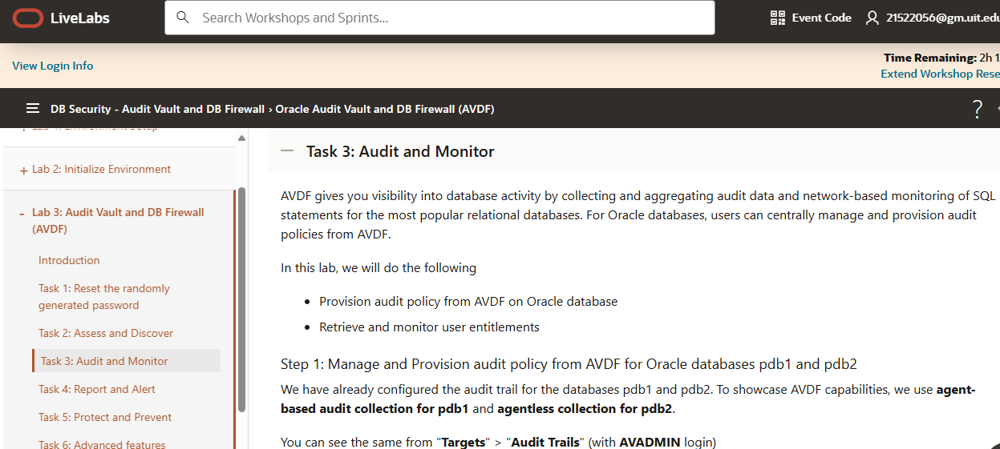 LiveLabs
Search Workshops and Sprints...
Event Code
21522056@gm.uit.edu
View Login Info
Time Remaining: 2h 1
Extend Workshop Rese
DB Security - Audit Vault and DB Firewall › Oracle Audit Vault and DB Firewall (AVDF)
?
+ Lab 2: Initialize Environment
- Lab 3: Audit Vault and DB Firewall
(AVDF)
Introduction
Task 1: Reset the randomly
generated password
Task 2: Assess and Discover
Task 3: Audit and Monitor
Task 4: Report and Alert
Task 5: Protect and Prevent
Task 6: Advanced features
— Task 3: Audit and Monitor
AVDF gives you visibility into database activity by collecting and aggregating audit data and network-based monitoring of SQL
statements for the most popular relational databases. For Oracle databases, users can centrally manage and provision audit
policies from AVDF.
In this lab, we will do the following
• Provision audit policy from AVDF on Oracle database
• Retrieve and monitor user entitlements
Step 1: Manage and Provision audit policy from AVDF for Oracle databases pdb1 and pdb2
We have already configured the audit trail for the databases pdb1 and pdb2. To showcase AVDF capabilities, we use agent-
based audit collection for pdb1 and agentless collection for pdb2.
You can see the same from "Targets" > "Audit Trails" (with AVADMIN login)